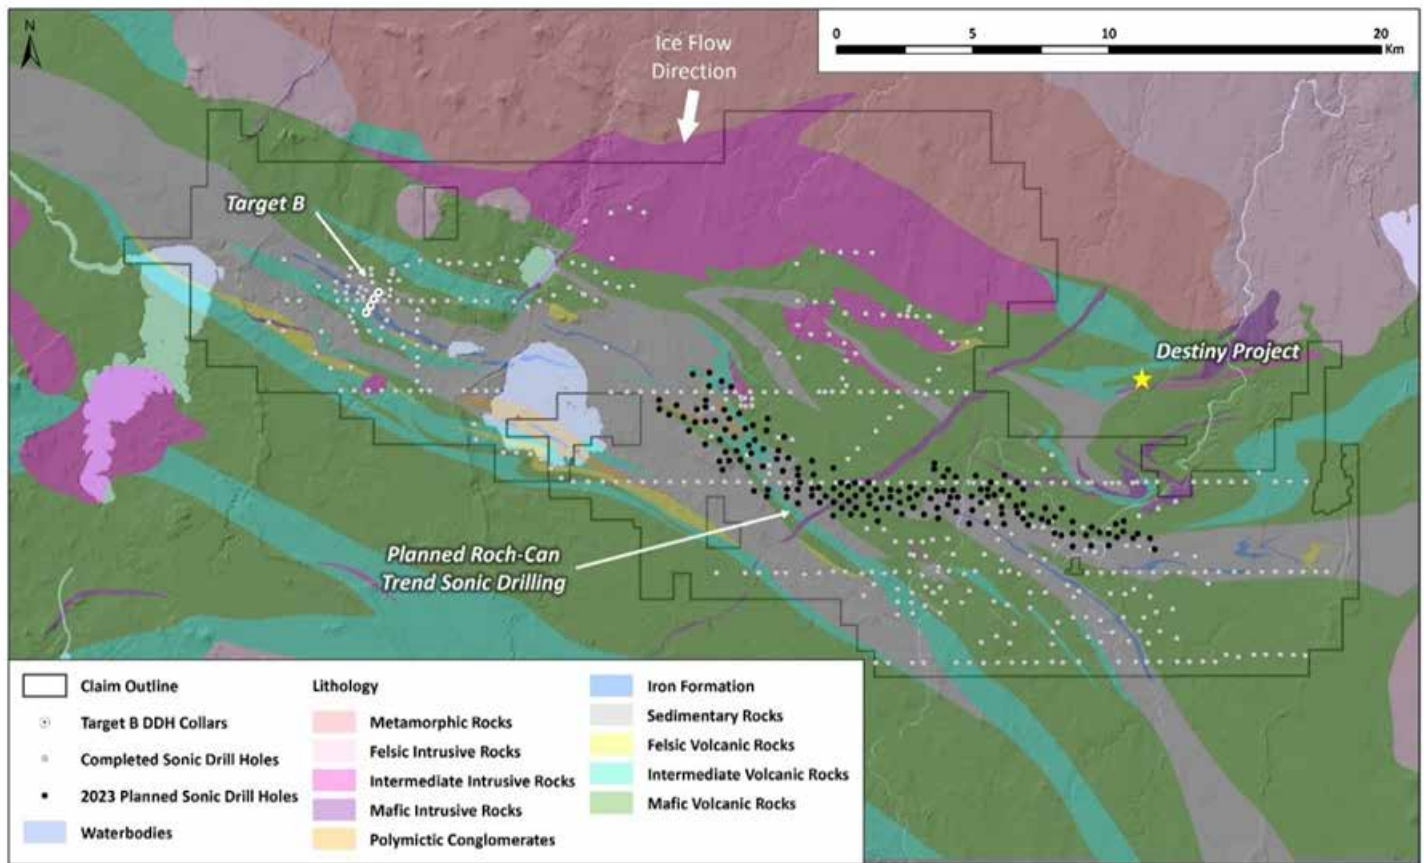 N
Ice Flow
Direction
0
5
10
20
Km
Target B
Destiny Project
Planned Roch-Can
Trend Sonic Drilling
Claim Outline
Target B DDH Collars
Completed Sonic Drill Holes
2023 Planned Sonic Drill Holes
Waterbodies
Lithology
Metamorphic Rocks
Felsic Intrusive Rocks
Intermediate Intrusive Rocks
Mafic Intrusive Rocks
Polymictic Conglomerates
Iron Formation
Sedimentary Rocks
Felsic Volcanic Rocks
Intermediate Volcanic Rocks
Mafic Volcanic Rocks